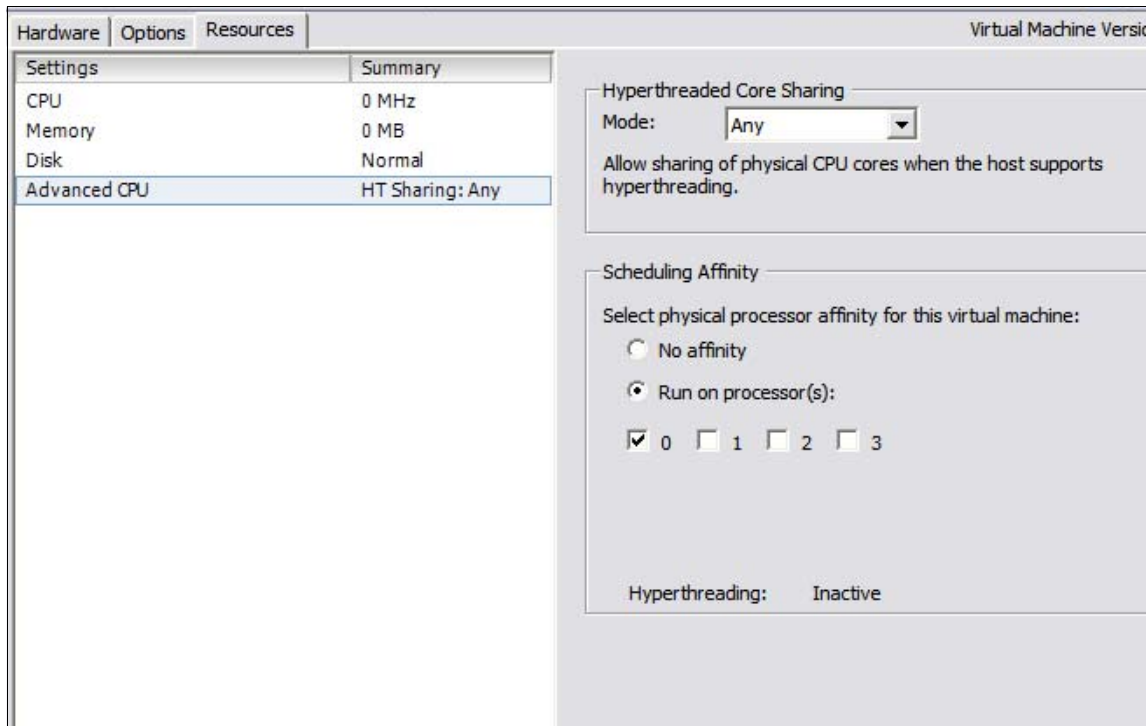 Hardware Options Resources Virtual Machine Versic
Settings Summary
CPU 0 MHz
Memory 0 MB
Disk Normal
Advanced CPU HT Sharing: Any
Hyperthreaded Core Sharing
Mode: Any
Allow sharing of physical CPU cores when the host supports
hyperthreading.
Scheduling Affinity
Select physical processor affinity for this virtual machine:
No affinity
Run on processor(s):
0 1 2 3
Hyperthreading: Inactive